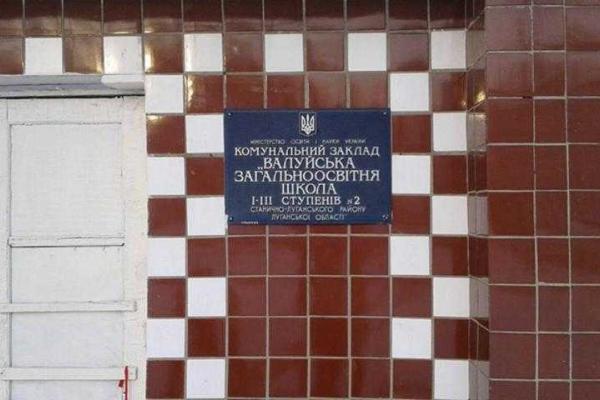 МІНІСТЕРСТВО ОСВІТИ І НАУКИ УКРАЇНИ
КОМУНАЛЬНИЙ ЗАКЛАД
„ВАЛУЙСЬКА
ЗАГАЛЬНООСВІТНЯ
ШКОЛА
І-ІІІ СТУПЕНІВ №2
СТАНИЧНО-ЛУГАНСЬКОГО РАЙОНУ
ЛУГАНСЬКОЇ ОБЛАСТІ"